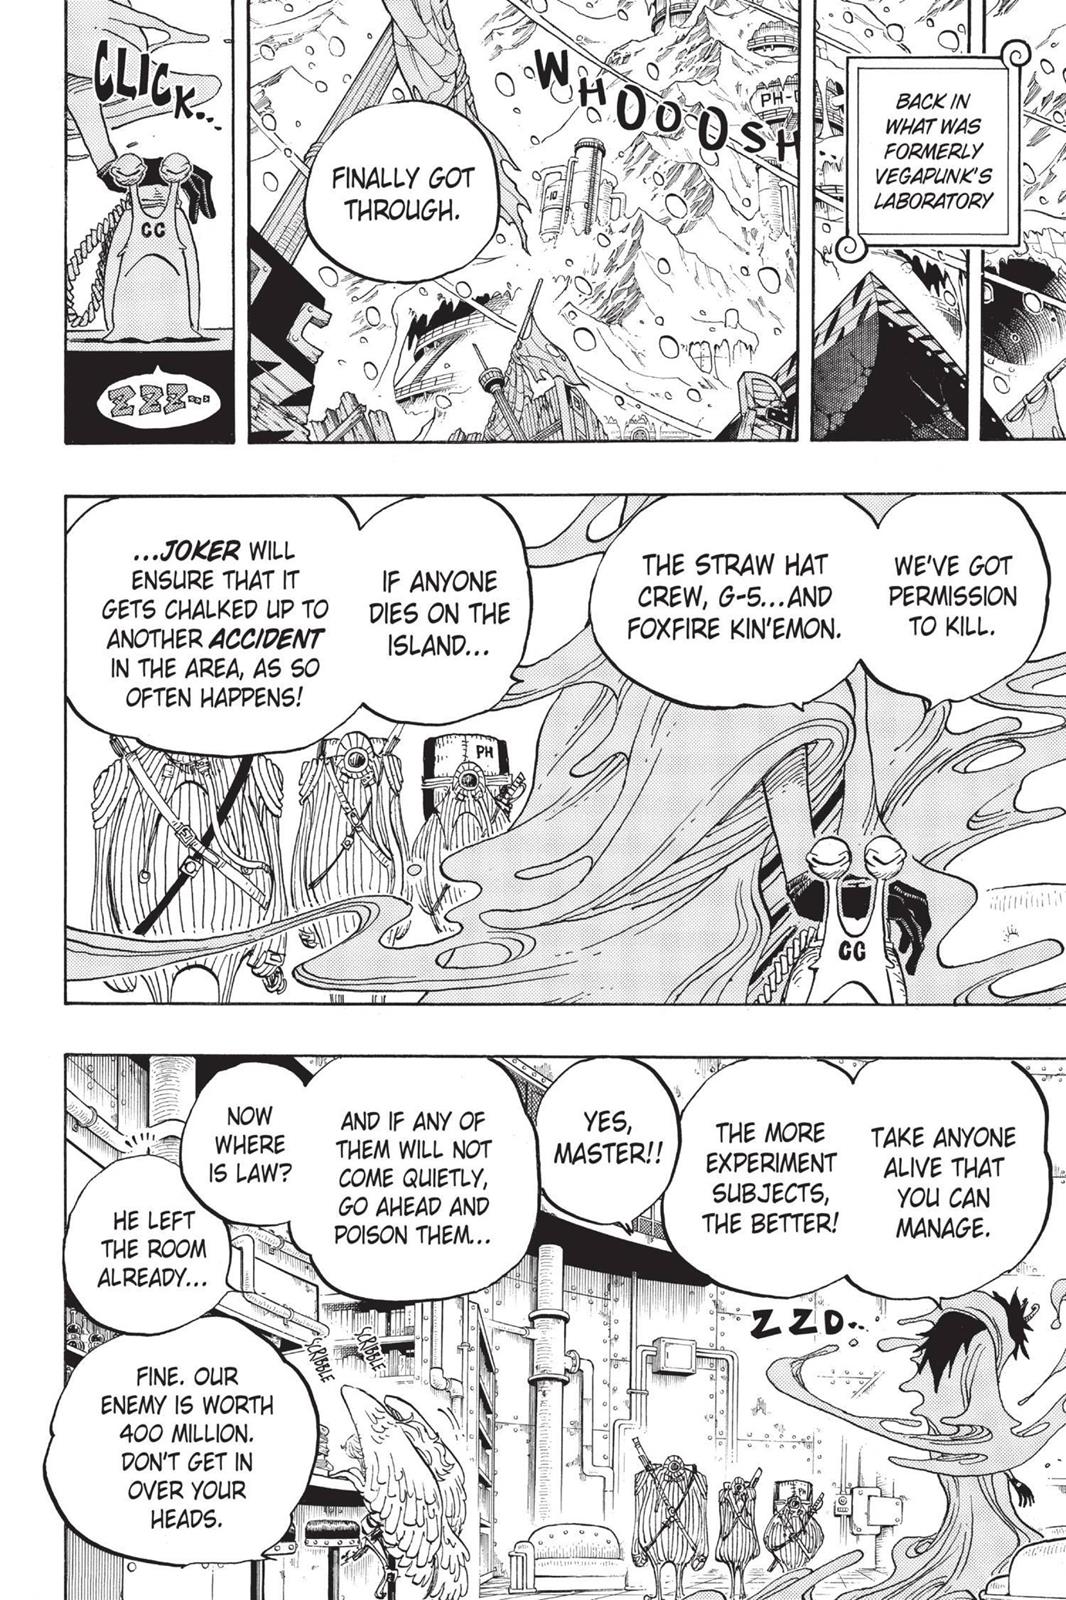 BACK IN
WHAT WAS
FORMERLY
VEGAPUNK'S
LABORATORY
WHOOOSH
PH-
FINALLY GOT
THROUGH.
CLICK...
CC
ZZZ...
WE'VE GOT
PERMISSION
TO KILL.
THE STRAW HAT
CREW, G-5...AND
FOXFIRE KIN'EMON.
IF ANYONE
DIES ON THE
ISLAND...
...JOKER WILL
ENSURE THAT IT
GETS CHALKED UP TO
ANOTHER ACCIDENT
IN THE AREA, AS SO
OFTEN HAPPENS!
PH
CC
TAKE ANYONE
ALIVE THAT
YOU CAN
MANAGE.
THE MORE
EXPERIMENT
SUBJECTS,
THE BETTER!
YES,
MASTER!!
AND IF ANY OF
THEM WILL NOT
COME QUIETLY,
GO AHEAD AND
POISON THEM...
NOW
WHERE
IS LAW?
HE LEFT
THE ROOM
ALREADY...
FINE. OUR
ENEMY IS WORTH
400 MILLION.
DON'T GET IN
OVER YOUR
HEADS.
SCRIBBLE
SCRIBBLE
ZZD..
PH